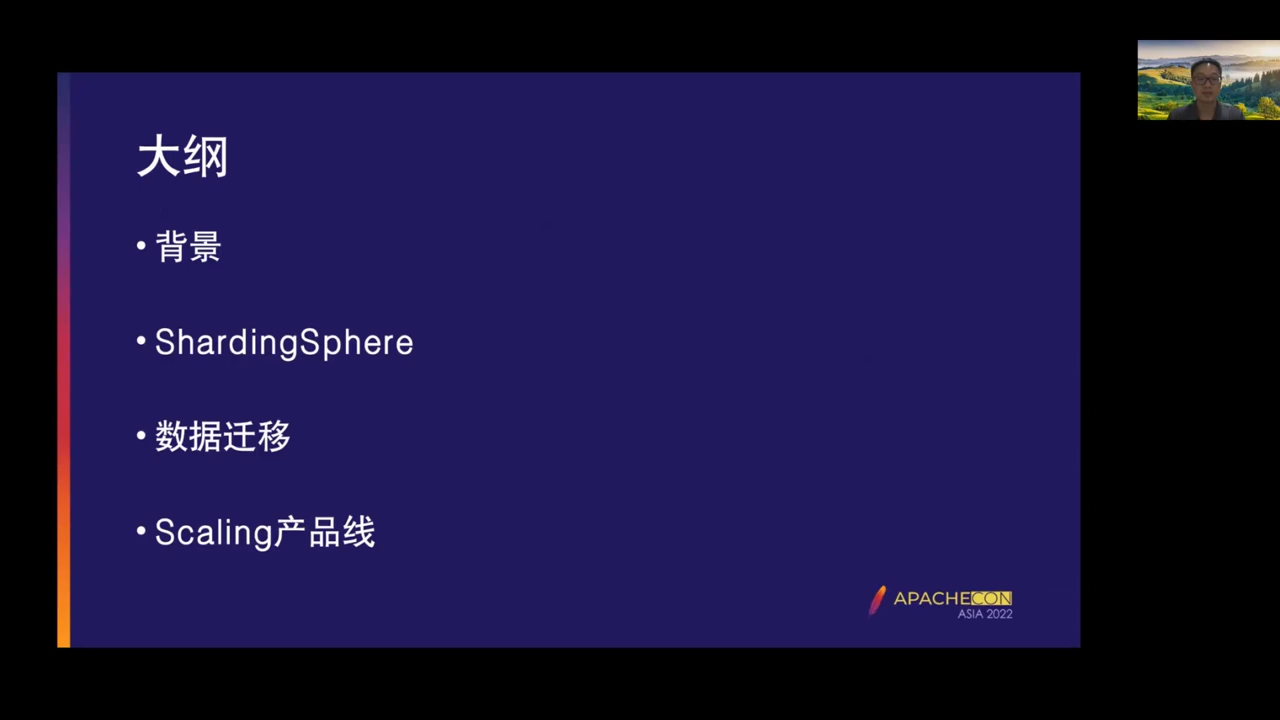 大纲
• 背景
• ShardingSphere
• 数据迁移
• Scaling产品线
APACHECON
ASIA 2022